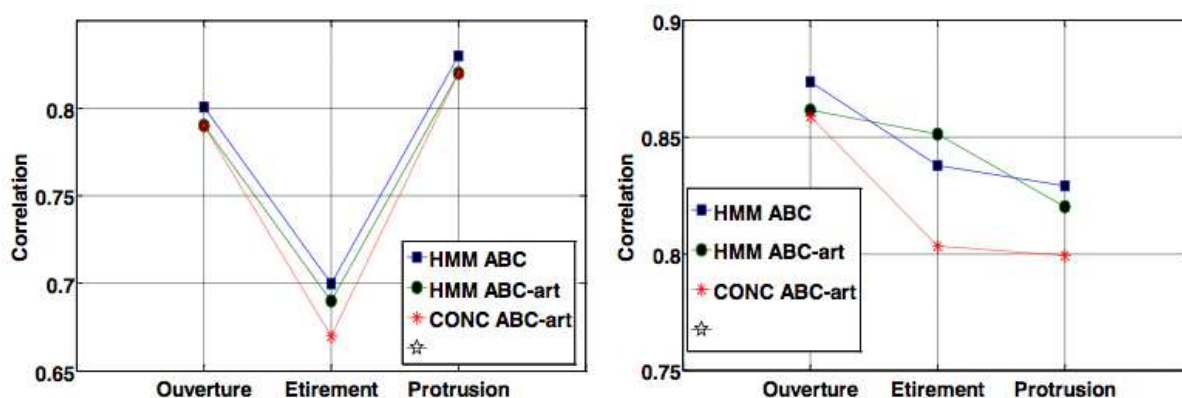 0.8
0.75
0.7
0.65
Correlation
HMM ABC
HMM ABC-art
CONC ABC-art
Ouverture Etirement Protrusion
0.9
0.85
0.8
0.75
Correlation
HMM ABC
HMM ABC-art
CONC ABC-art
Ouverture Etirement Protrusion